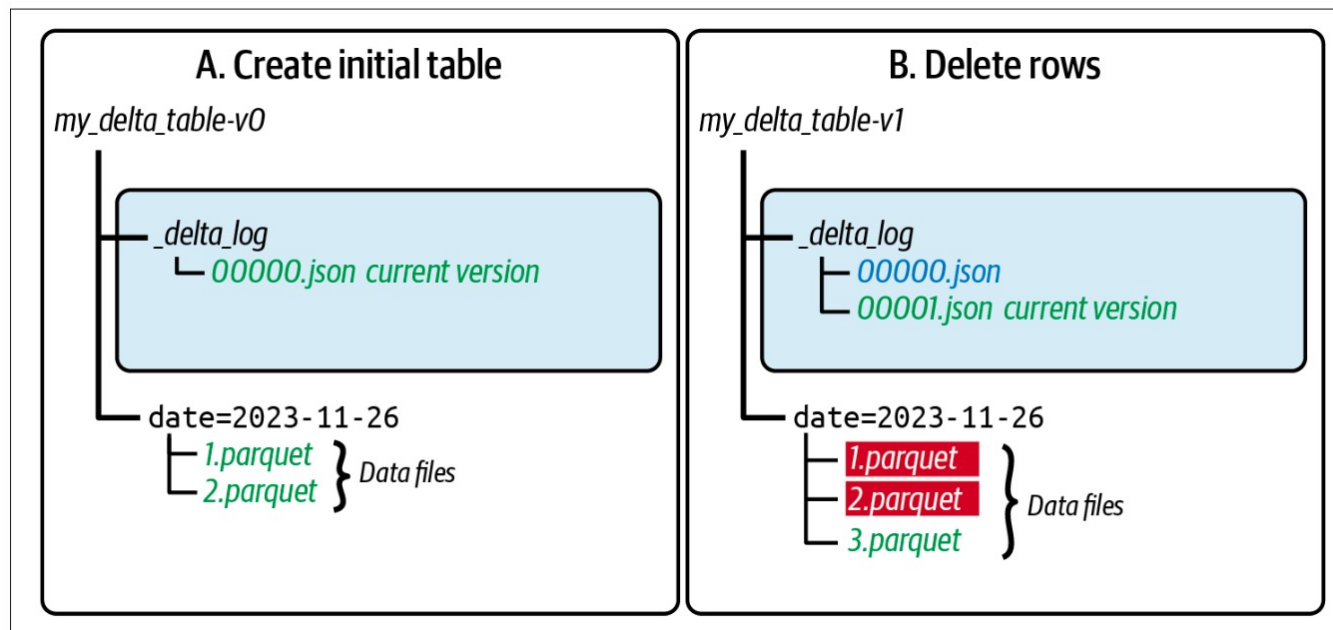 A. Create initial table
my_delta_table-v0
_delta_log
00000.json current version
date=2023-11-26
1.parquet
2.parquet
Data files
B. Delete rows
my_delta_table-v1
_delta_log
00000.json
00001.json current version
date=2023-11-26
1.parquet
2.parquet
3.parquet
Data files